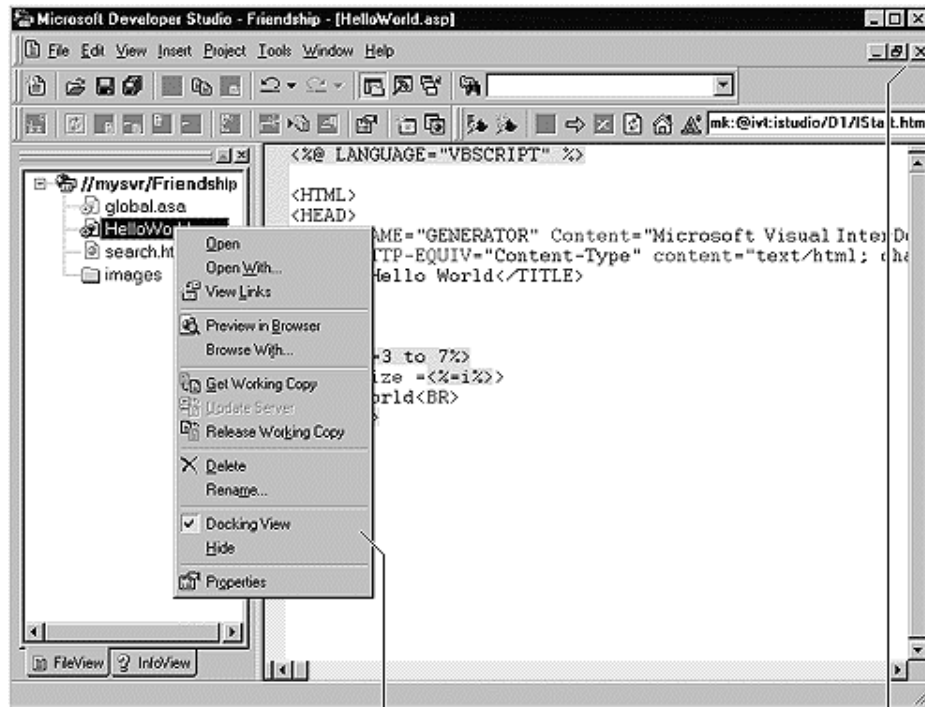 Microsoft Developer Studio - Friendship - [HelloWorld.asp]
File Edit View Insert Project Tools Window Help
mk:@ivt:istudio/D1/IStart.htm
//mysvr/Friendship
global.asa
HelloWo
search.ht
images
Open
Open With...
View Links
Preview in Browser
Browse With...
Get Working Copy
Update Server
Release Working Copy
Delete
Rename...
Docking View
Hide
Properties
<%@ LANGUAGE="VBSCRIPT" %>
<HTML>
<HEAD>
AME="GENERATOR" Content="Microsoft Visual InterDe
TTP-EQUIV="Content-Type" content="text/html; cha
Hello World</TITLE>
=3 to 7%>
ize =<%=i%>>
orld<BR>
>
FileView InfoView